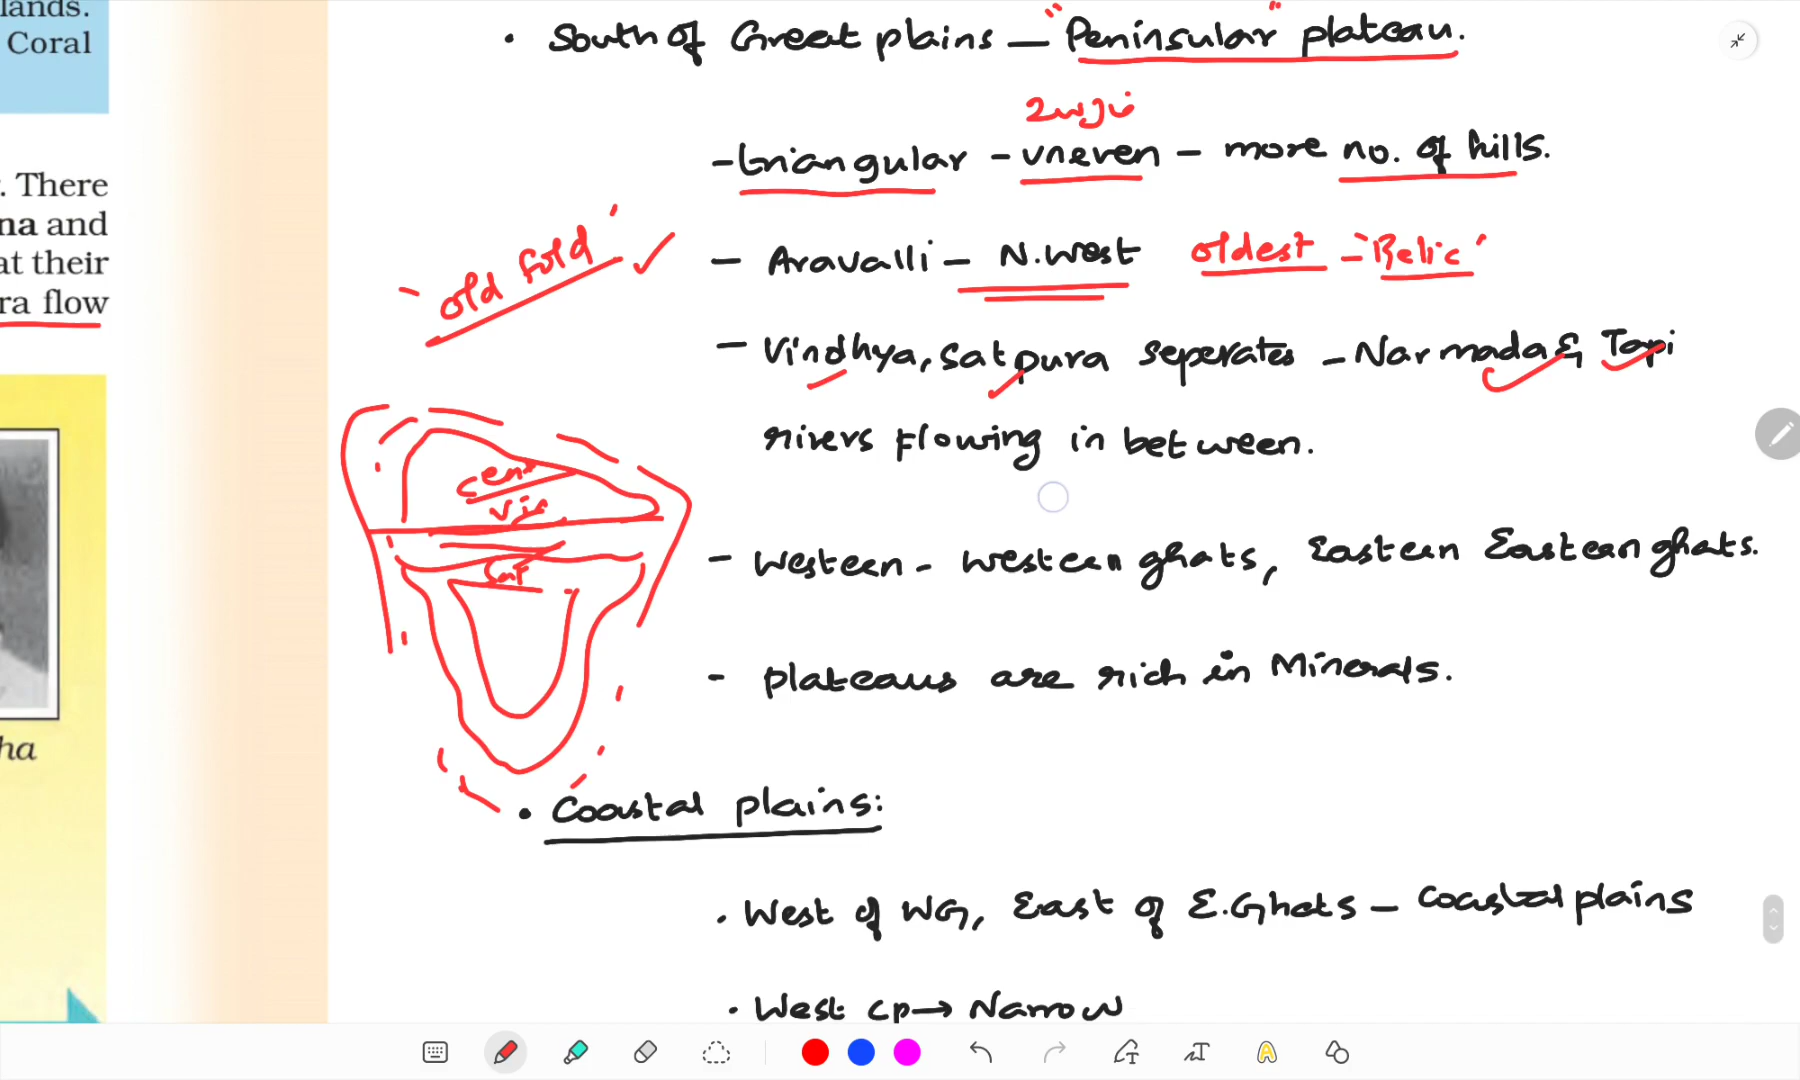 lands.
Coral
. There
na and
at their
ra flow
ha
• South of Great plains — "Peninsular" plateau.
- triangular - uneven - more no. of hills.
'old fold'
- Aravalli - N.West oldest - 'Relic'
- Vindhya, Satpura seperates - Narmada & Tapi
rivers flowing in between.
Cen
Vin
Sat
- Western - western ghats, Eastern Eastern ghats.
- plateaus are rich in Minerals.
• Coastal plains:
• West of WG, East of E.Ghats - Coastal plains
• West CP → Narrow